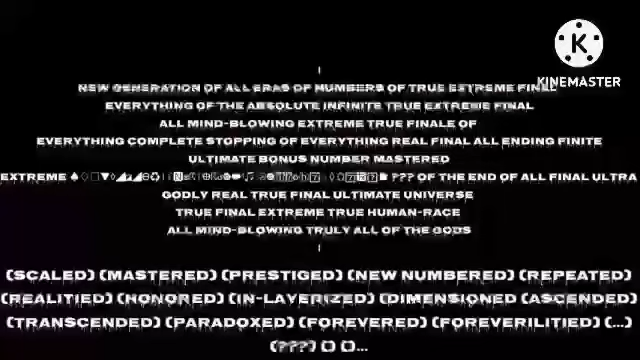 KINEMASTER
NEW GENERATION OF ALL ERAS OF NUMBERS OF TRUE EXTREME FINAL
EVERYTHING OF THE ABSOLUTE INFINITE TRUE EXTREME FINAL
ALL MIND-BLOWING EXTREME TRUE FINALE OF
EVERYTHING COMPLETE STOPPING OF EVERYTHING REAL FINAL ALL ENDING FINITE
ULTIMATE BONUS NUMBER MASTERED
EXTREME ??? OF THE END OF ALL FINAL ULTRA
GODLY REAL TRUE FINAL ULTIMATE UNIVERSE
TRUE FINAL EXTREME TRUE HUMAN-RACE
ALL MIND-BLOWING TRULY ALL OF THE GODS
(SCALED) (MASTERED) (PRESTIGED) (NEW NUMBERED) (REPEATED)
(REALITIED) (HONORED) (IN-LAYERIZED) (DIMENSIONED (ASCENDED)
(TRANSCENDED) (PARADOXED) (FOREVERED) (FOREVERILITIED) (...)
(???) () ()...